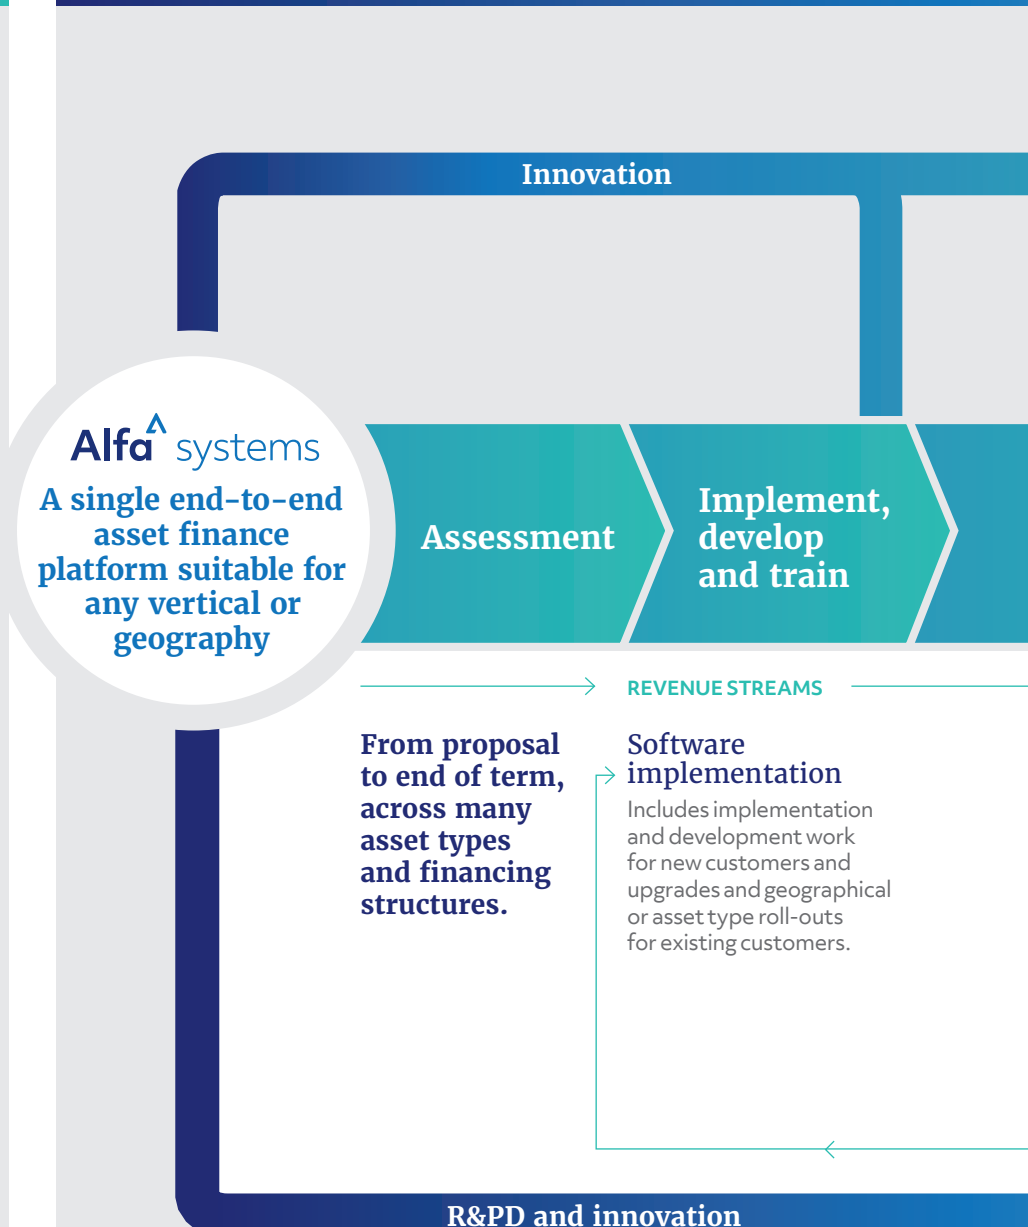 Innovation
Alfa systems
A single end-to-end
asset finance
platform suitable for
any vertical or
geography
Assessment
Implement,
develop
and train
REVENUE STREAMS
From proposal
to end of term,
across many
asset types
and financing
structures.
Software
implementation
Includes implementation
and development work
for new customers and
upgrades and geographical
or asset type roll-outs
for existing customers.
R&PD and innovation